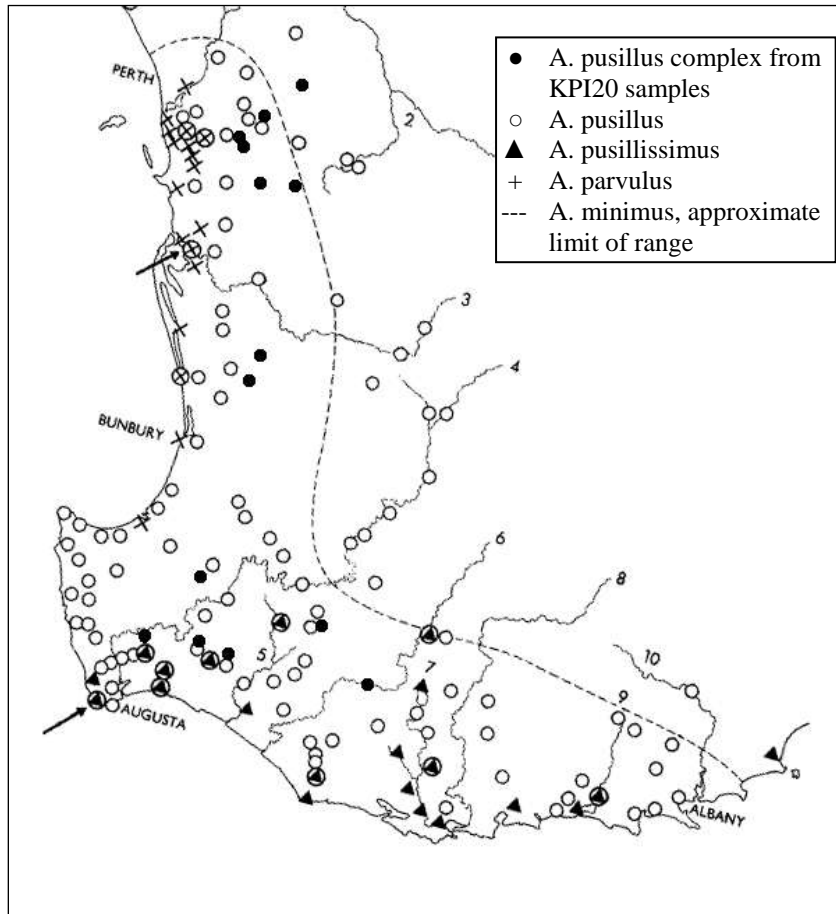 A. pusillus complex from
KPI20 samples
A. pusillus
A. pusillissimus
A. parvulus
A. minimus, approximate
limit of range
PERTH
2
3
4
BUNBURY
6
8
5
7
10
9
AUGUSTA
ALBANY